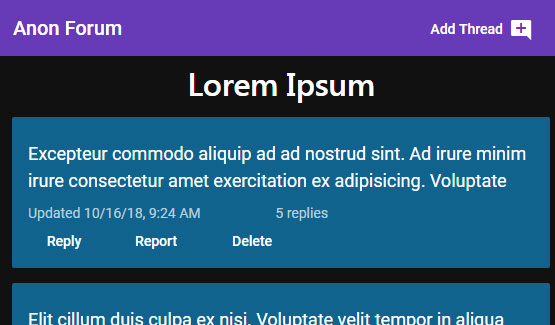 Anon Forum
Add Thread
Lorem Ipsum
Excepteur commodo aliquip ad ad nostrud sint. Ad irure minim
irure consectetur amet exercitation ex adipisicing. Voluptate
Updated 10/16/18, 9:24 AM 5 replies
Reply Report Delete
Elit cillum duis culpa ex nisi. Voluptate velit tempor in aliqua